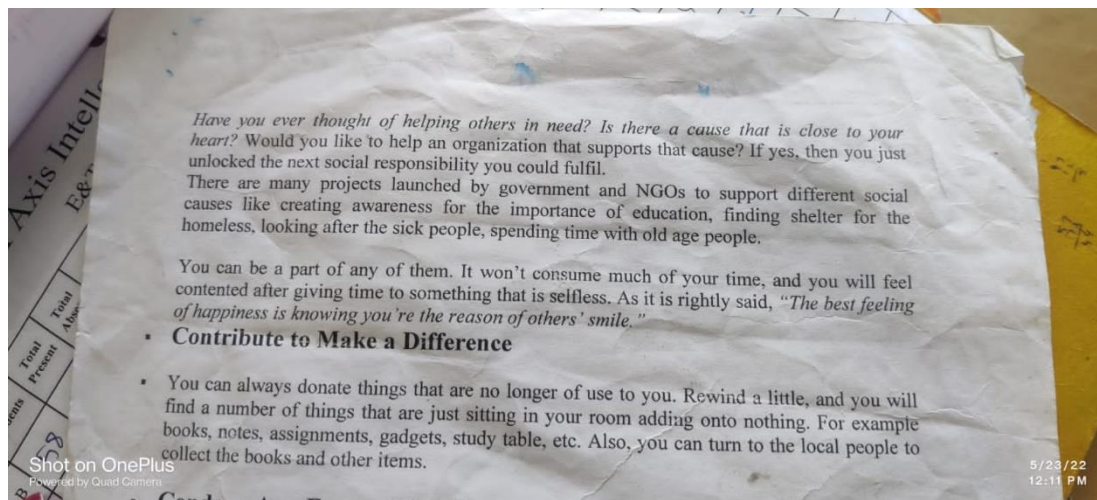 Axis Intell
E&T
Total
Present
Total
Abse
ents
58
B
Have you ever thought of helping others in need? Is there a cause that is close to your
heart? Would you like to help an organization that supports that cause? If yes, then you just
unlocked the next social responsibility you could fulfil.
There are many projects launched by government and NGOs to support different social
causes like creating awareness for the importance of education, finding shelter for the
homeless, looking after the sick people, spending time with old age people.
You can be a part of any of them. It won't consume much of your time, and you will feel
contented after giving time to something that is selfless. As it is rightly said, “The best feeling
of happiness is knowing you're the reason of others' smile.”
▪ Contribute to Make a Difference
▪ You can always donate things that are no longer of use to you. Rewind a little, and you will
find a number of things that are just sitting in your room adding onto nothing. For example
books, notes, assignments, gadgets, study table, etc. Also, you can turn to the local people to
collect the books and other items.
Shot on OnePlus
Powered by Quad Camera
5/23/22
12:11 PM